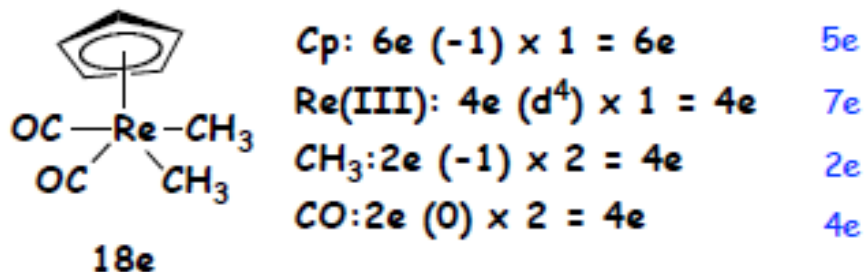 Cp: 6e (-1) x 1 = 6e 5e
Re(III): 4e (d⁴) x 1 = 4e 7e
OC Re CH₃
CH₃:2e (-1) x 2 = 4e 2e
OC CH₃
CO:2e (0) x 2 = 4e 4e
18e